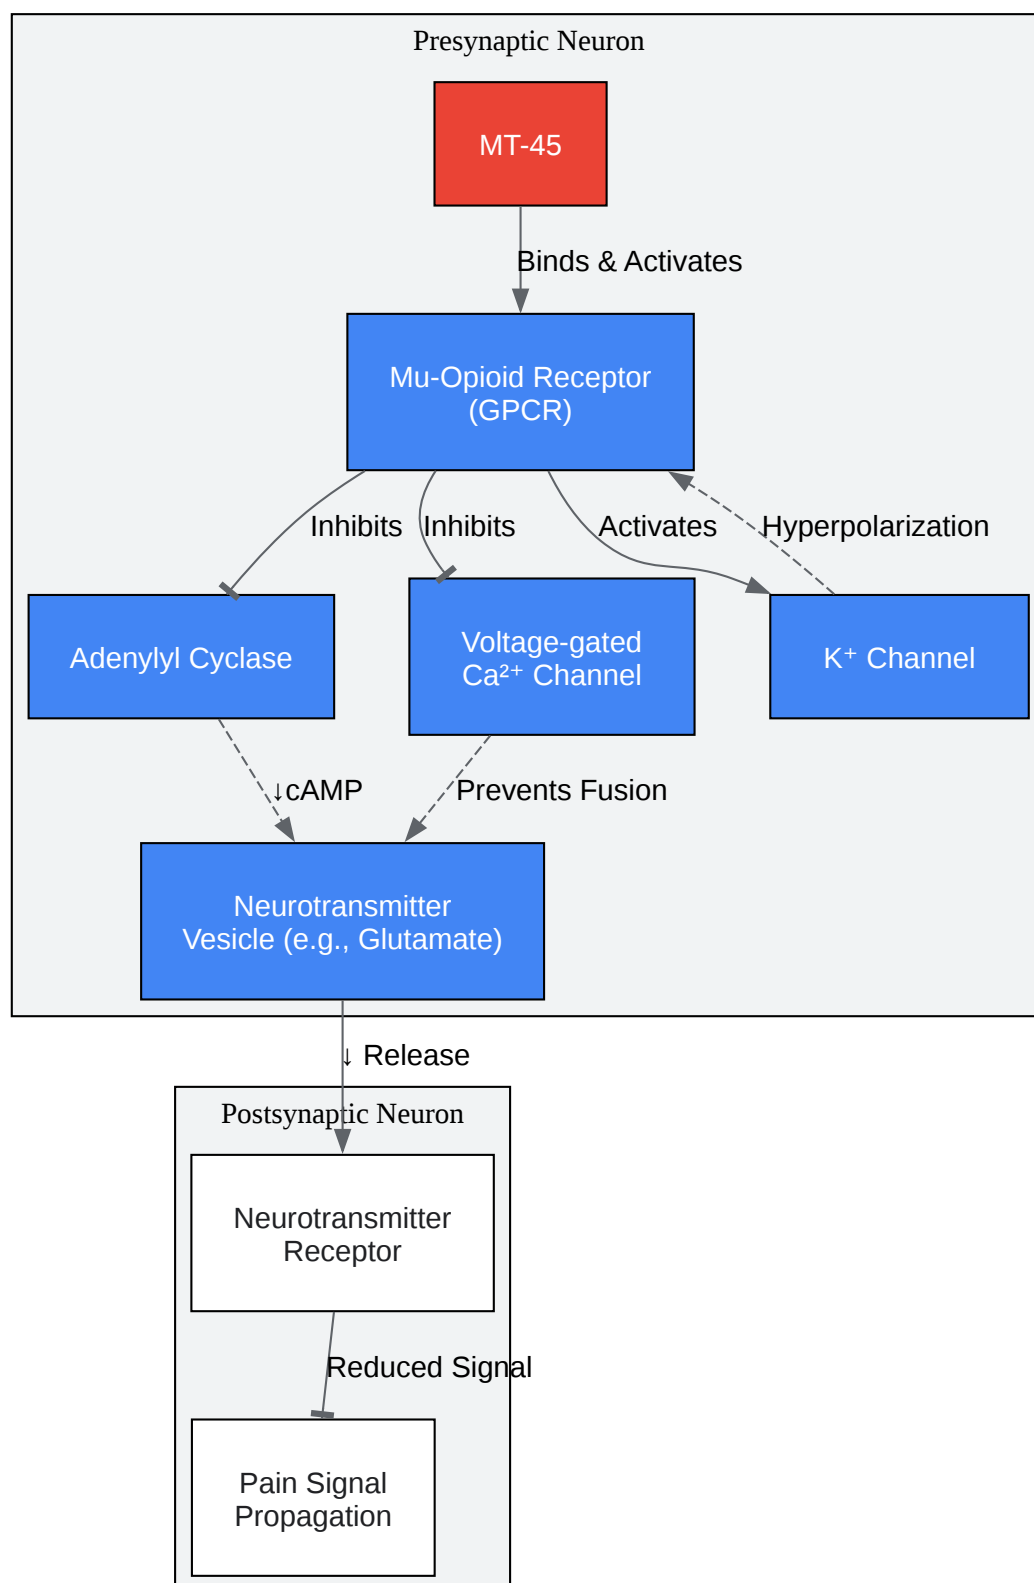 Presynaptic Neuron
MT-45
Binds & Activates
Mu-Opioid Receptor
(GPCR)
Inhibits
Inhibits
Activates
Hyperpolarization
Adenylyl Cyclase
Voltage-gated
Ca²⁺ Channel
K⁺ Channel
↓cAMP
Prevents Fusion
Neurotransmitter
Vesicle (e.g., Glutamate)
↓ Release
Postsynaptic Neuron
Neurotransmitter
Receptor
Reduced Signal
Pain Signal
Propagation